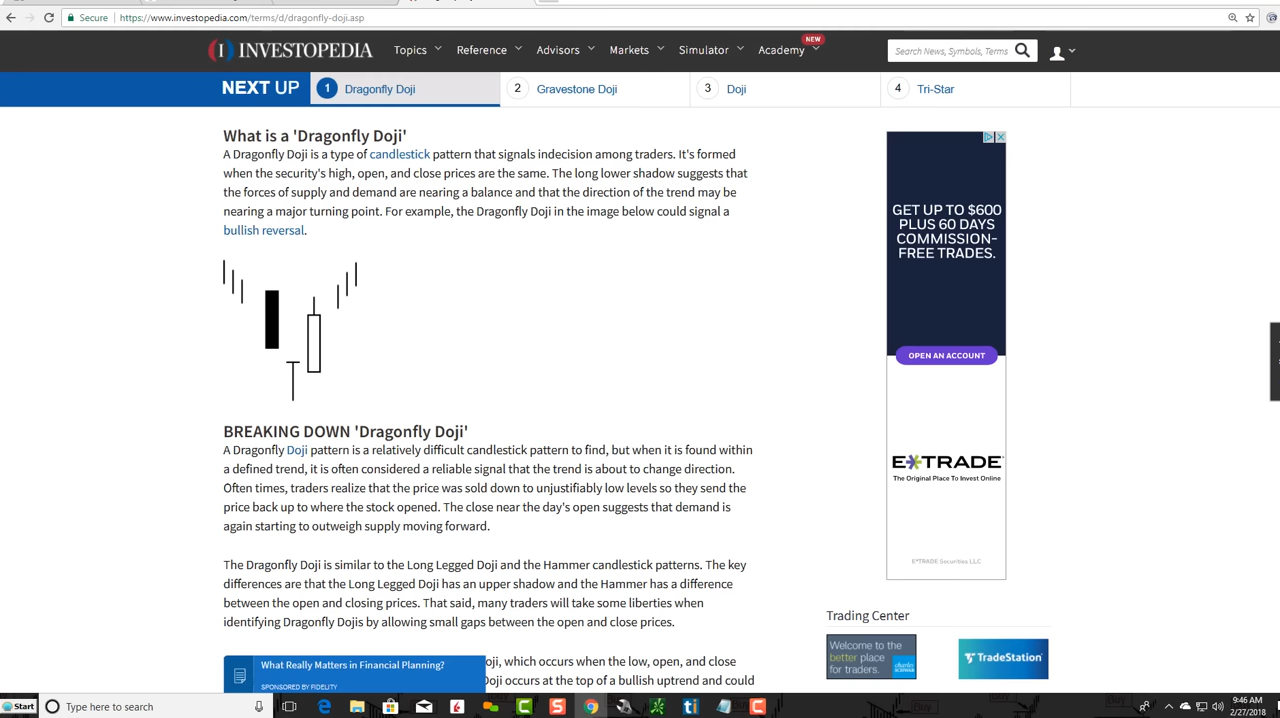 Secure
https://www.investopedia.com/terms/d/dragonfly-doji.asp
INVESTOPEDIA
Topics
Reference
Advisors
Markets
Simulator
Academy
NEW
Search News, Symbols, Terms
NEXT UP
1 Dragonfly Doji
2 Gravestone Doji
3 Doji
4 Tri-Star
What is a 'Dragonfly Doji'
A Dragonfly Doji is a type of candlestick pattern that signals indecision among traders. It's formed
when the security's high, open, and close prices are the same. The long lower shadow suggests that
the forces of supply and demand are nearing a balance and that the direction of the trend may be
nearing a major turning point. For example, the Dragonfly Doji in the image below could signal a
bullish reversal.
BREAKING DOWN 'Dragonfly Doji'
A Dragonfly Doji pattern is a relatively difficult candlestick pattern to find, but when it is found within
a defined trend, it is often considered a reliable signal that the trend is about to change direction.
Often times, traders realize that the price was sold down to unjustifiably low levels so they send the
price back up to where the stock opened. The close near the day's open suggests that demand is
again starting to outweigh supply moving forward.
The Dragonfly Doji is similar to the Long Legged Doji and the Hammer candlestick patterns. The key
differences are that the Long Legged Doji has an upper shadow and the Hammer has a difference
between the open and closing prices. That said, many traders will take some liberties when
identifying Dragonfly Dojis by allowing small gaps between the open and close prices.
What Really Matters in Financial Planning?
SPONSORED BY FIDELITY
oji, which occurs when the low, open, and close
Doji occurs at the top of a bullish uptrend and could
GET UP TO $600
PLUS 60 DAYS
COMMISSION-
FREE TRADES.
OPEN AN ACCOUNT
E*TRADE
The Original Place To Invest Online
E*TRADE Securities LLC
Trading Center
Welcome to the
better place
for traders.
charles
SCHWAB
TradeStation
Start
Type here to search
9:46 AM
2/27/2018